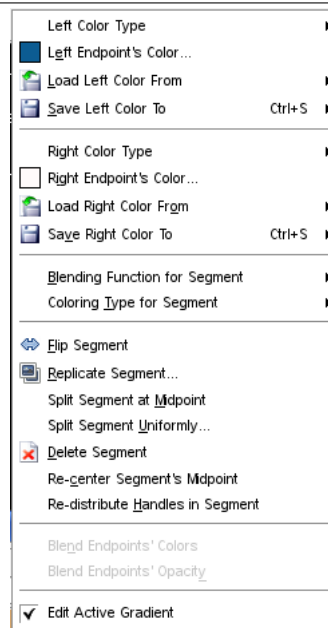 Left Color Type
Left Endpoint's Color...
Load Left Color From
Save Left Color To Ctrl+S
Right Color Type
Right Endpoint's Color...
Load Right Color From
Save Right Color To Ctrl+S
Blending Function for Segment
Coloring Type for Segment
Flip Segment
Replicate Segment...
Split Segment at Midpoint
Split Segment Uniformly...
Delete Segment
Re-center Segment's Midpoint
Re-distribute Handles in Segment
Blend Endpoints' Colors
Blend Endpoints' Opacity
Edit Active Gradient